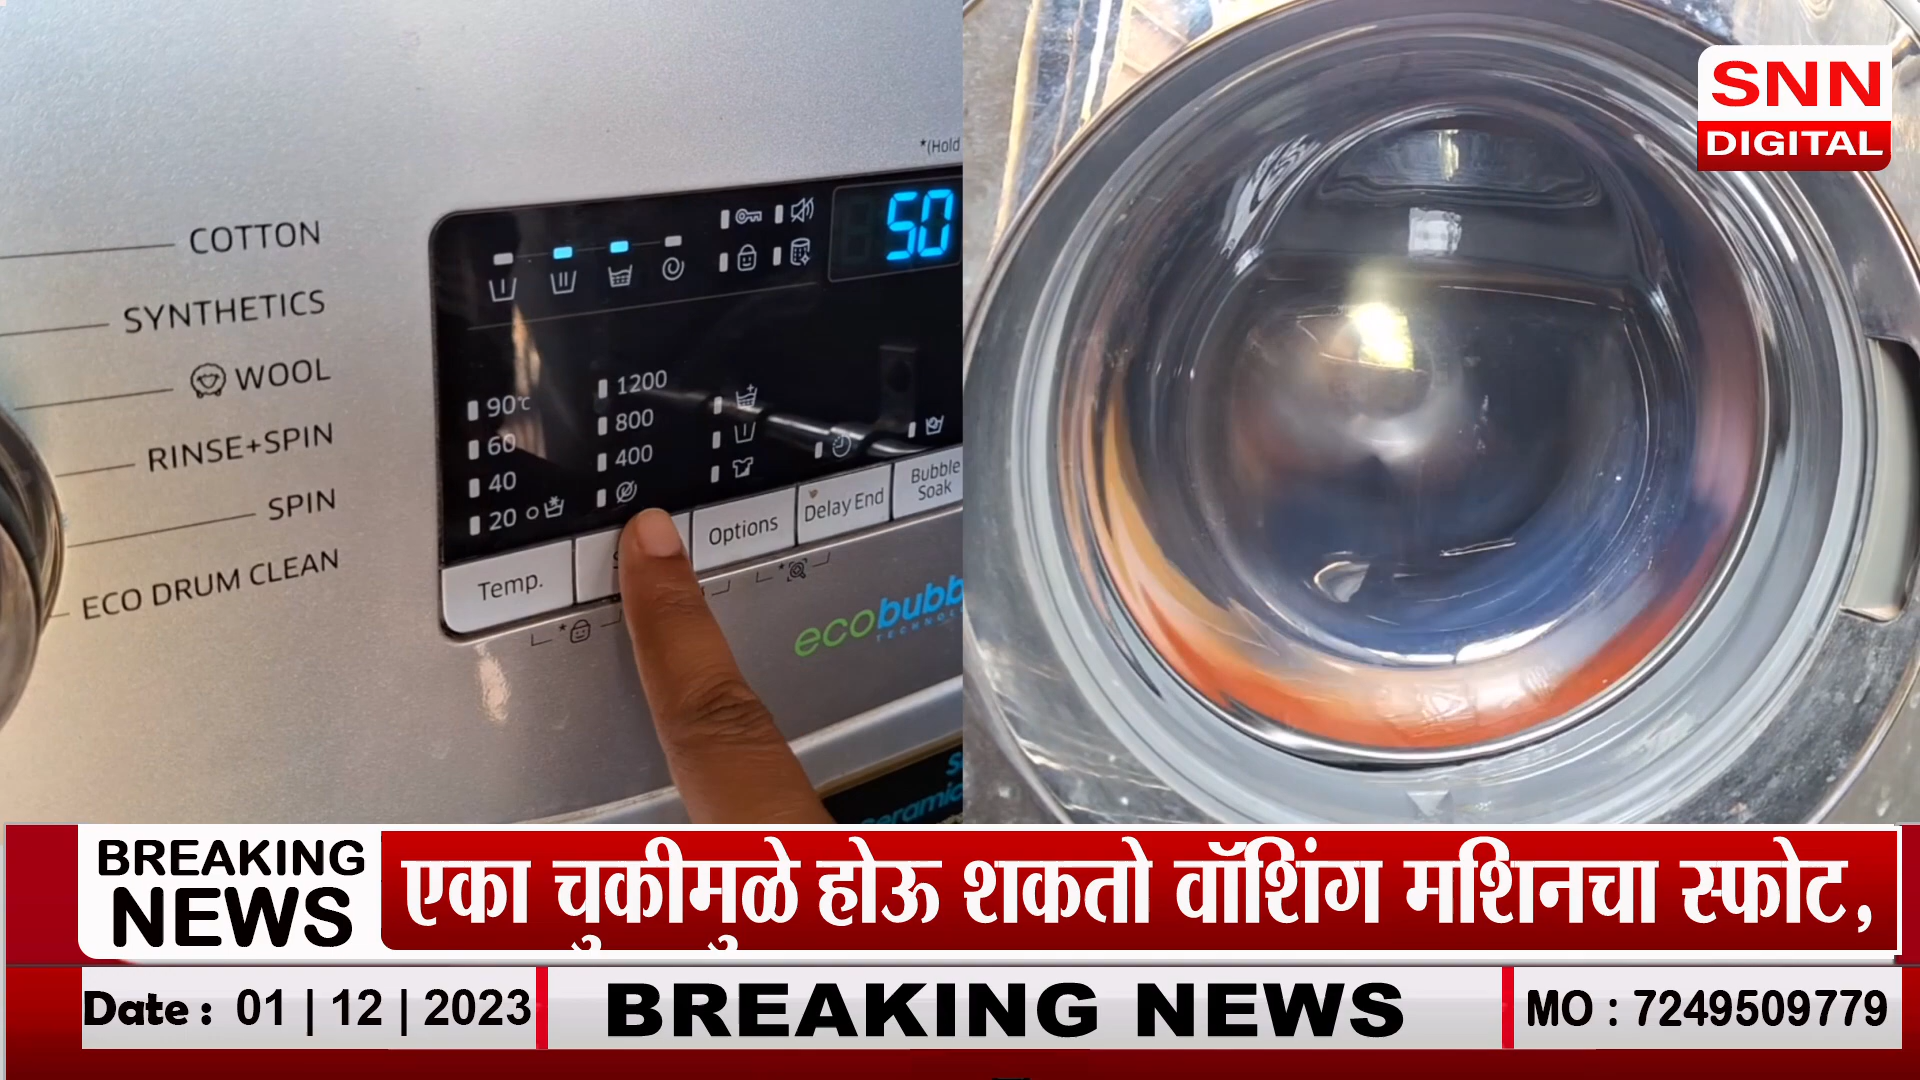 SNN
DIGITAL
*(Hold
COTTON
SYNTHETICS
WOOL
RINSE+SPIN
SPIN
ECO DRUM CLEAN
50
90℃
60
40
20
1200
800
400
Temp.
Options
Delay End
Bubble
Soak
ecobubb
BREAKING
NEWS
एका चुकीमुळे होऊ शकतो वॉशिंग मशिनचा स्फोट,
Date : 01 | 12 | 2023
BREAKING NEWS
MO : 7249509779